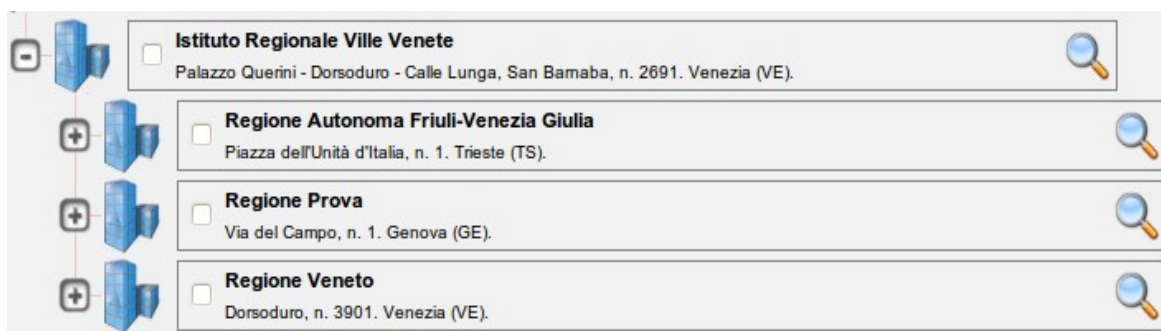 Istituto Regionale Ville Venete
Palazzo Querini - Dorsoduro - Calle Lunga, San Barnaba, n. 2691. Venezia (VE).
Regione Autonoma Friuli-Venezia Giulia
Piazza dell'Unità d'Italia, n. 1. Trieste (TS).
Regione Prova
Via del Campo, n. 1. Genova (GE).
Regione Veneto
Dorsoduro, n. 3901. Venezia (VE).